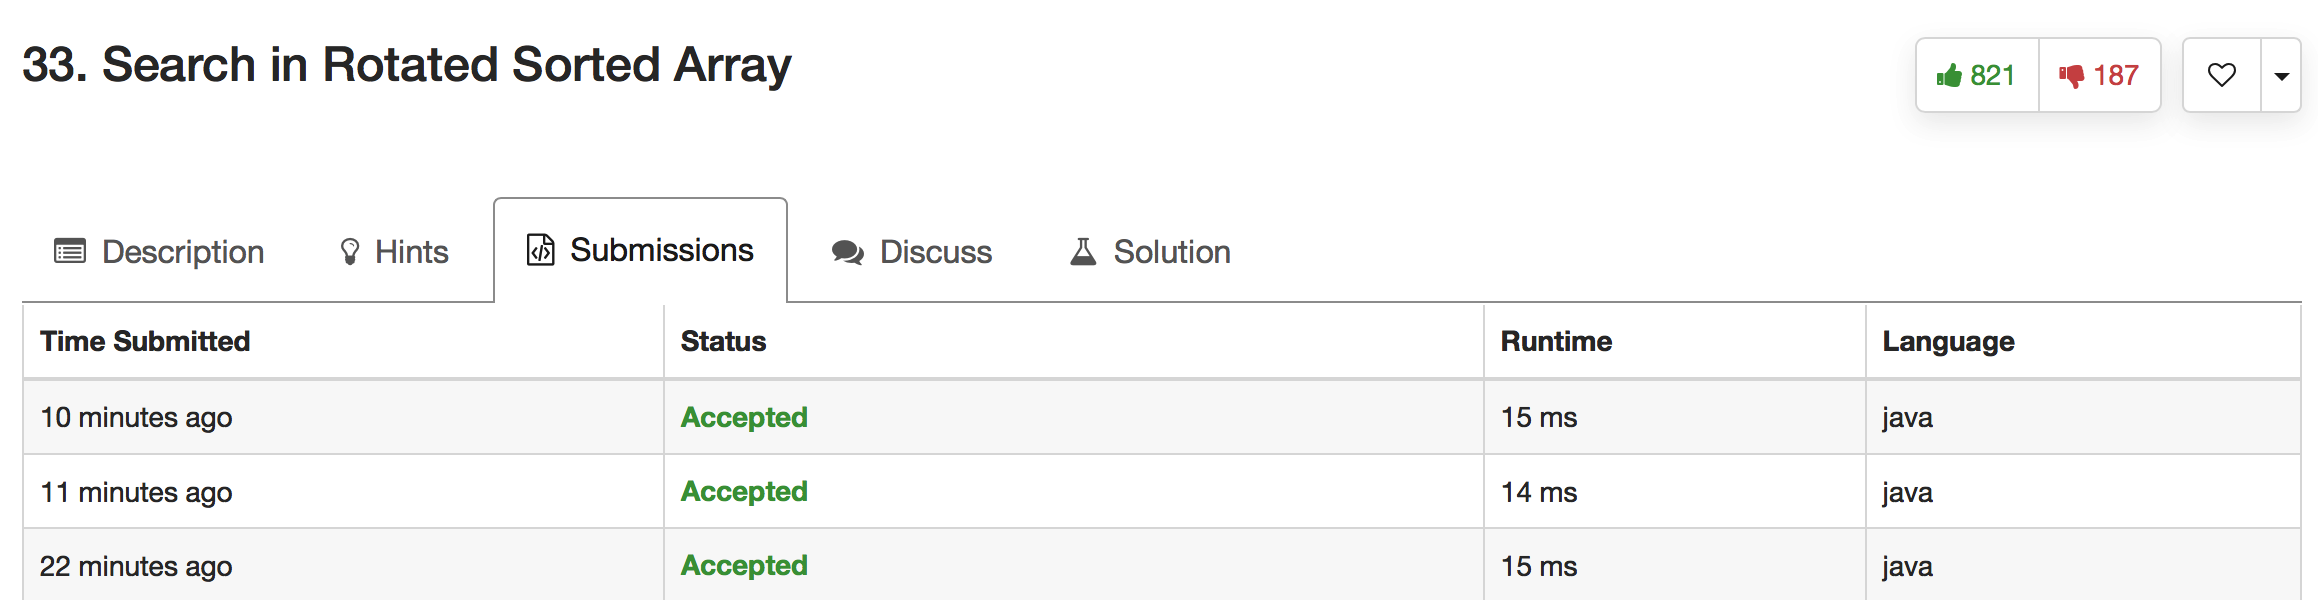 33. Search in Rotated Sorted Array
821 187
Description Hints Submissions Discuss Solution
Time Submitted Status Runtime Language
10 minutes ago Accepted 15 ms java
11 minutes ago Accepted 14 ms java
22 minutes ago Accepted 15 ms java